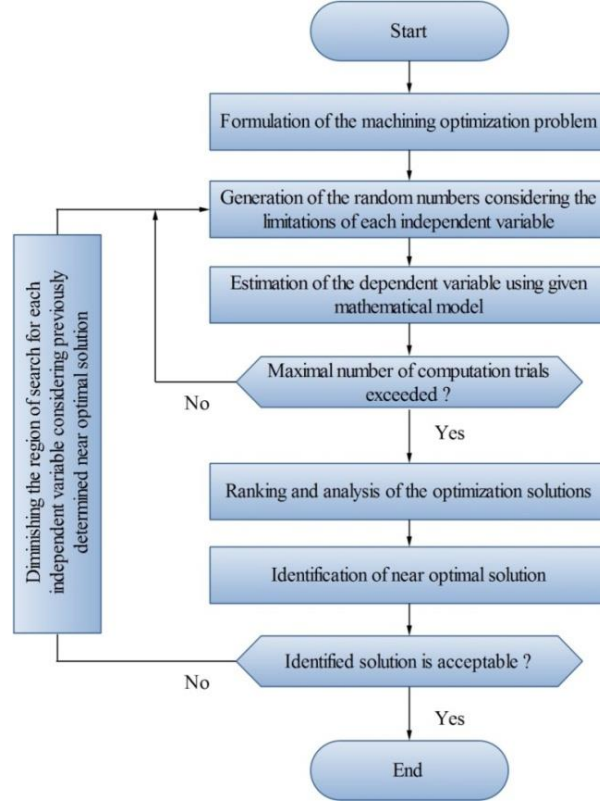 Start
Formulation of the machining optimization problem
Generation of the random numbers considering the
limitations of each independent variable
Estimation of the dependent variable using given
mathematical model
Maximal number of computation trials
exceeded ?
No
Yes
Diminishing the region of search for each
independent variable considering previously
determined near optimal solution
Ranking and analysis of the optimization solutions
Identification of near optimal solution
Identified solution is acceptable ?
No
Yes
End